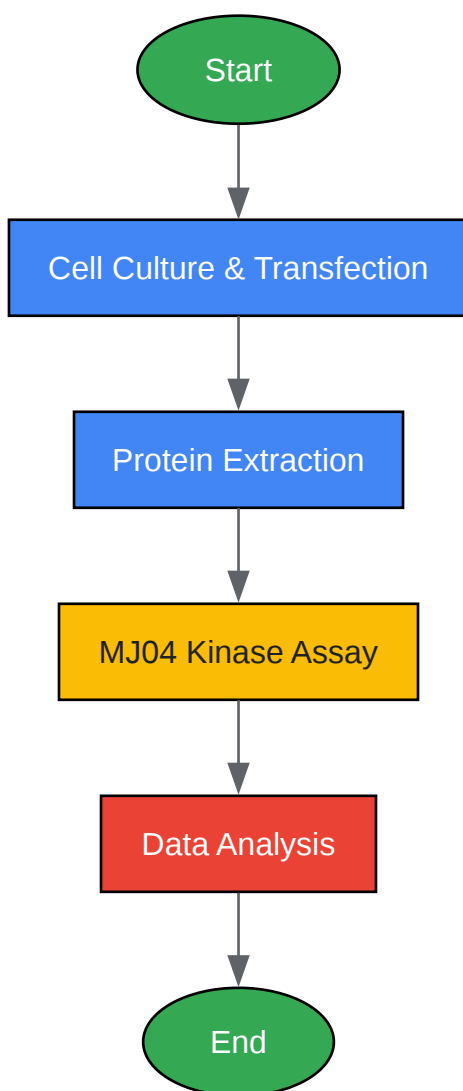 Start
Cell Culture & Transfection
Protein Extraction
MJ04 Kinase Assay
Data Analysis
End